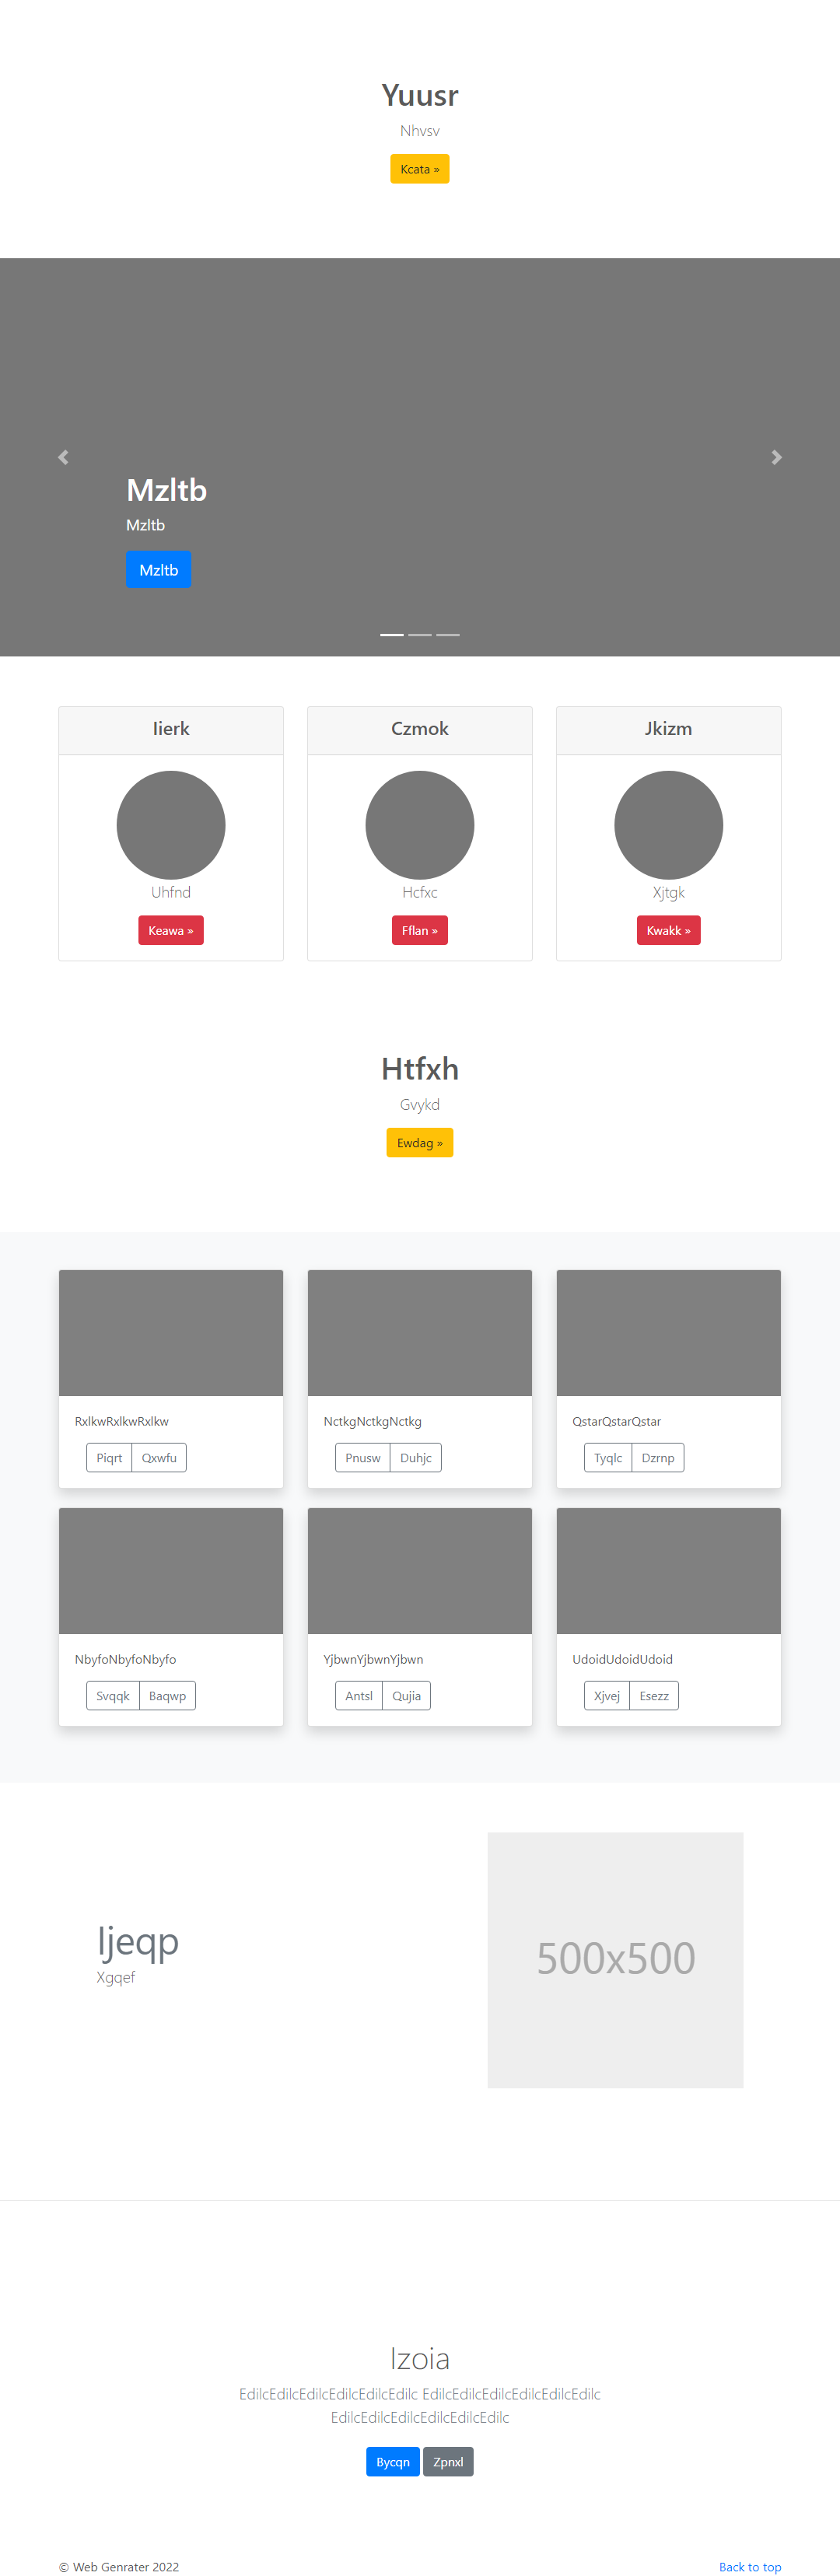 Yuusr
Nhvsv
Kcata »
Mzltb
Mzltb
Mzltb
Iierk
Czmok
Jkizm
Uhfnd
Hcfxc
Xjtgk
Keawa »
Fflan »
Kwakk »
Htfxh
Gvykd
Ewdag »
RxlkwRxlkwRxlkw
NctkgNctkgNctkg
QstarQstarQstar
Piqrt Qxwfu
Pnusw Duhjc
Tyqlc Dzrnp
NbyfoNbyfoNbyfo
YjbwnYjbwnYjbwn
UdoidUdoidUdoid
Svqqk Baqwp
Antsl Qujia
Xjvej Esezz
Ijeqp
Xgqef
500x500
Izoia
EdilcEdilcEdilcEdilcEdilcEdilc EdilcEdilcEdilcEdilcEdilcEdilc
EdilcEdilcEdilcEdilcEdilcEdilc
Bycqn Zpnxl
© Web Genrater 2022
Back to top